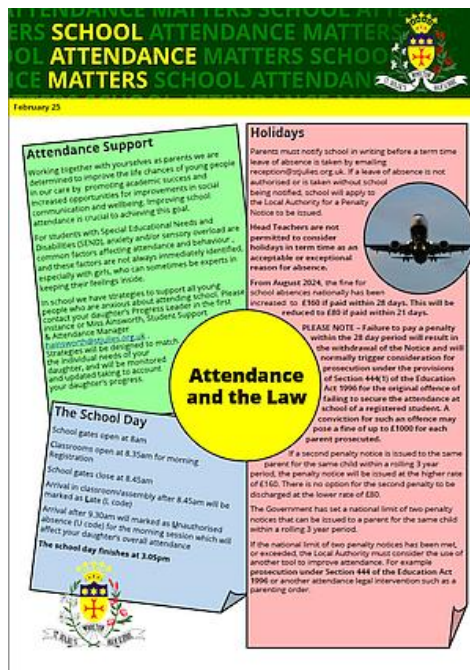 SCHOOL ATTENDANCE MATTERS
ERS SCHOOL ATTENDANCE MATTERS
OL ATTENDANCE MATTERS SCHOO
ICE MATTERS SCHOOL ATTENDAN
February 25
Attendance Support
Working together with yourselves as parents we are
determined to improve the life chances of young people
in our care by promoting academic success and
increased opportunities for improvements in social
communication and wellbeing. Improving school
attendance is crucial to achieving this goal.
For students with Special Educational Needs and
Disabilities (SEND), anxiety and/or sensory overload are
common factors affecting attendance and behaviour,
and these factors are not always immediately identified,
especially with girls, who can sometimes be experts in
keeping their feelings inside.
In school we have strategies to support all young
people who are anxious about attending school. Please
contact your daughter's Progress Leader in the first
instance or Miss Ainsworth, Student Support
& Attendance Manager
hainsworth@stjulies.org.uk.
Strategies will be designed to match
the individual needs of your
daughter, and will be monitored
and updated taking to account
your daughter's progress.
The School Day
School gates open at 8am
Classrooms open at 8.35am for morning
Registration
School gates close at 8.45am
Arrival in classroom/assembly after 8.45am will be
marked as Late (L code)
Arrival after 9.30am will marked as Unauthorised
absence (U code) for the morning session which will
affect your daughter's overall attendance
The school day finishes at 3.05pm
Attendance
and the Law
Holidays
Parents must notify school in writing before a term time
leave of absence is taken by emailing
reception@stjulies.org.uk. If a leave of absence is not
authorised or is taken without school
being notified, school will apply to
the Local Authority for a Penalty
Notice to be issued.
Head Teachers are not
permitted to consider
holidays in term time as an
acceptable or exceptional
reason for absence.
From August 2024, the fine for
school absences nationally has been
increased to £160 if paid within 28 days. This will be
reduced to £80 if paid within 21 days.
PLEASE NOTE – Failure to pay a penalty
within the 28 day period will result in
the withdrawal of the Notice and will
normally trigger consideration for
prosecution under the provisions
of Section 444(1) of the Education
Act 1996 for the original offence of
failing to secure the attendance at
school of a registered student. A
conviction for such an offence may
pose a fine of up to £1000 for each
parent prosecuted.
If a second penalty notice is issued to the same
parent for the same child within a rolling 3 year
period, the penalty notice will be issued at the higher rate
of £160. There is no option for the second penalty to be
discharged at the lower rate of £80.
The Government has set a national limit of two penalty
notices that can be issued to a parent for the same child
within a rolling 3 year period.
If the national limit of two penalty notices has been met,
or exceeded, the Local Authority must consider the use of
another tool to improve attendance. For example
prosecution under Section 444 of the Education Act
1996 or another attendance legal intervention such as a
parenting order.